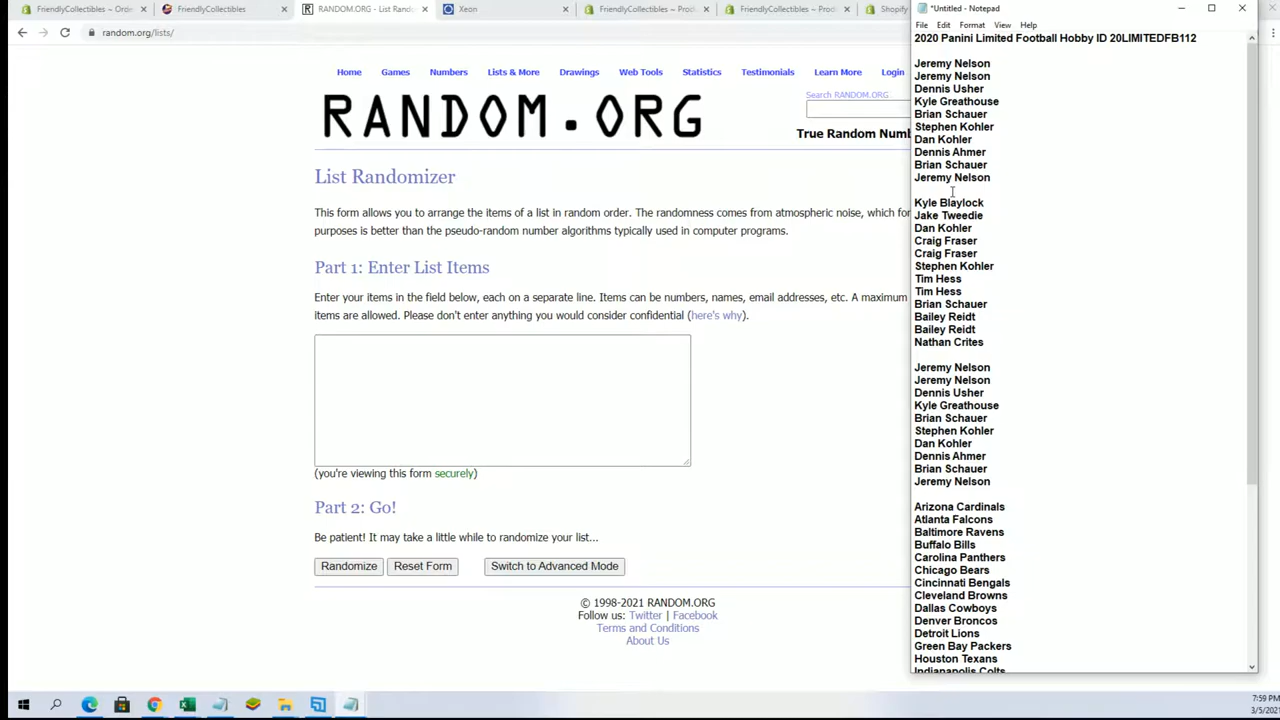 FriendlyCollectibles ~ Orde
FriendlyCollectibles
RANDOM.ORG - List Rando
Xeon
FriendlyCollectibles ~ Prod
FriendlyCollectibles ~ Prod
Shopify
random.org/lists/
Home Games Numbers Lists & More Drawings Web Tools Statistics Testimonials Learn More Login
Search RANDOM.ORG
RANDOM.ORG
True Random Num
List Randomizer
This form allows you to arrange the items of a list in random order. The randomness comes from atmospheric noise, which for
purposes is better than the pseudo-random number algorithms typically used in computer programs.
Part 1: Enter List Items
Enter your items in the field below, each on a separate line. Items can be numbers, names, email addresses, etc. A maximum
items are allowed. Please don't enter anything you would consider confidential (here's why).
(you're viewing this form securely)
Part 2: Go!
Be patient! It may take a little while to randomize your list...
Randomize Reset Form Switch to Advanced Mode
© 1998-2021 RANDOM.ORG
Follow us: Twitter | Facebook
Terms and Conditions
About Us
*Untitled - Notepad
File Edit Format View Help
2020 Panini Limited Football Hobby ID 20LIMITEDFB112
Jeremy Nelson
Jeremy Nelson
Dennis Usher
Kyle Greathouse
Brian Schauer
Stephen Kohler
Dan Kohler
Dennis Ahmer
Brian Schauer
Jeremy Nelson
Kyle Blaylock
Jake Tweedie
Dan Kohler
Craig Fraser
Craig Fraser
Stephen Kohler
Tim Hess
Tim Hess
Brian Schauer
Bailey Reidt
Bailey Reidt
Nathan Crites
Jeremy Nelson
Jeremy Nelson
Dennis Usher
Kyle Greathouse
Brian Schauer
Stephen Kohler
Dan Kohler
Dennis Ahmer
Brian Schauer
Jeremy Nelson
Arizona Cardinals
Atlanta Falcons
Baltimore Ravens
Buffalo Bills
Carolina Panthers
Chicago Bears
Cincinnati Bengals
Cleveland Browns
Dallas Cowboys
Denver Broncos
Detroit Lions
Green Bay Packers
Houston Texans
Indianapolis Colts
7:59 PM
3/5/2021